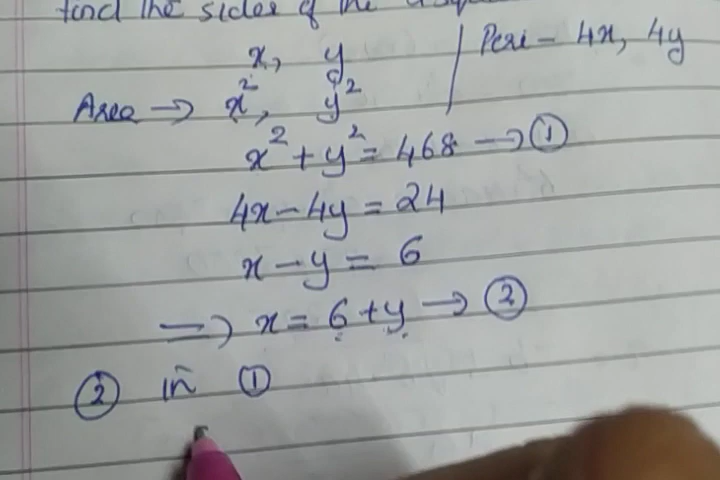 find the sides of the
x, y | Peri - 4x, 4y
Area → x², y²
x² + y² = 468 → ①
4x - 4y = 24
x - y = 6
⇒ x = 6 + y → ②
② in ①